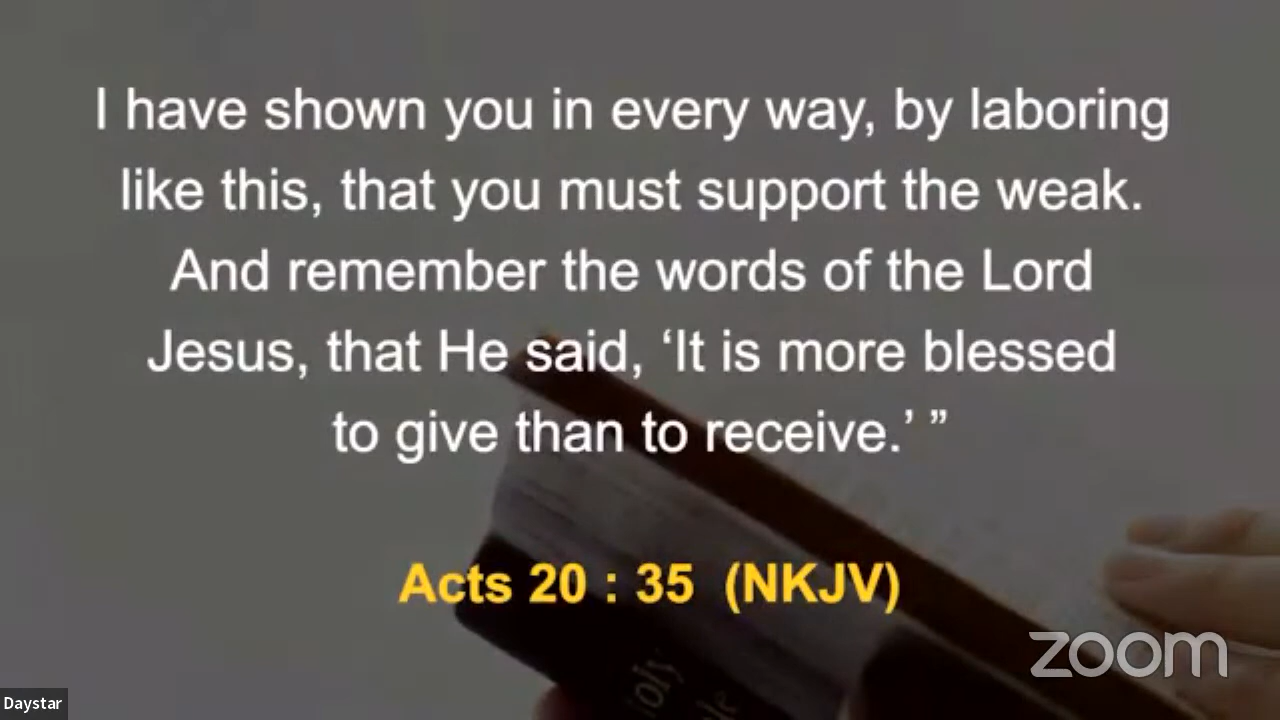 I have shown you in every way, by laboring
like this, that you must support the weak.
And remember the words of the Lord
Jesus, that He said, ‘It is more blessed
to give than to receive.’ ”
Acts 20 : 35 (NKJV)
zoom
Daystar